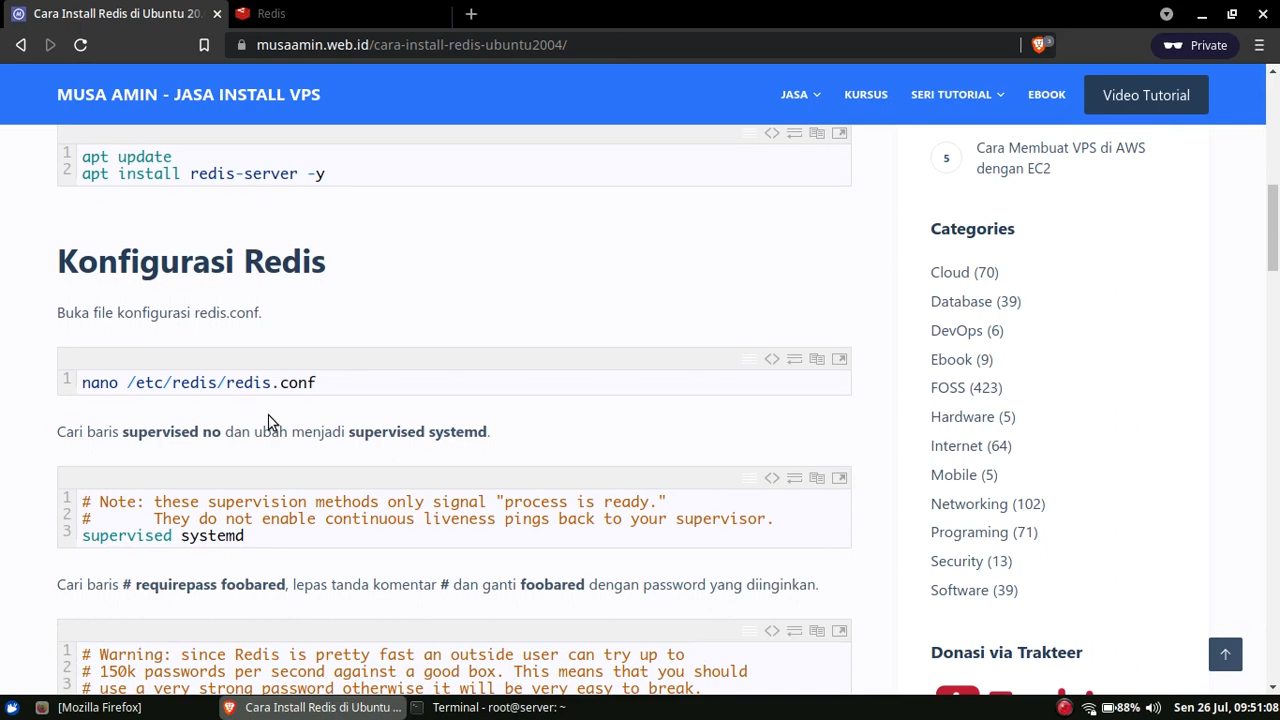 Cara Install Redis di Ubuntu 20.
Redis
musaamin.web.id/cara-install-redis-ubuntu2004/
3
Private
MUSA AMIN - JASA INSTALL VPS
JASA
KURSUS
SERI TUTORIAL
EBOOK
Video Tutorial
1 apt update
2 apt install redis-server -y
Konfigurasi Redis
Buka file konfigurasi redis.conf.
1 nano /etc/redis/redis.conf
Cari baris supervised no dan ubah menjadi supervised systemd.
1 # Note: these supervision methods only signal "process is ready."
2 #       They do not enable continuous liveness pings back to your supervisor.
3 supervised systemd
Cari baris # requirepass foobared, lepas tanda komentar # dan ganti foobared dengan password yang diinginkan.
1 # Warning: since Redis is pretty fast an outside user can try up to
2 # 150k passwords per second against a good box. This means that you should
3 # use a very strong password otherwise it will be very easy to break.
5 Cara Membuat VPS di AWS
dengan EC2
Categories
Cloud (70)
Database (39)
DevOps (6)
Ebook (9)
FOSS (423)
Hardware (5)
Internet (64)
Mobile (5)
Networking (102)
Programing (71)
Security (13)
Software (39)
Donasi via Trakteer
[Mozilla Firefox]
Cara Install Redis di Ubuntu ...
Terminal - root@server: ~
88%
Sen 26 Jul, 09:51:08